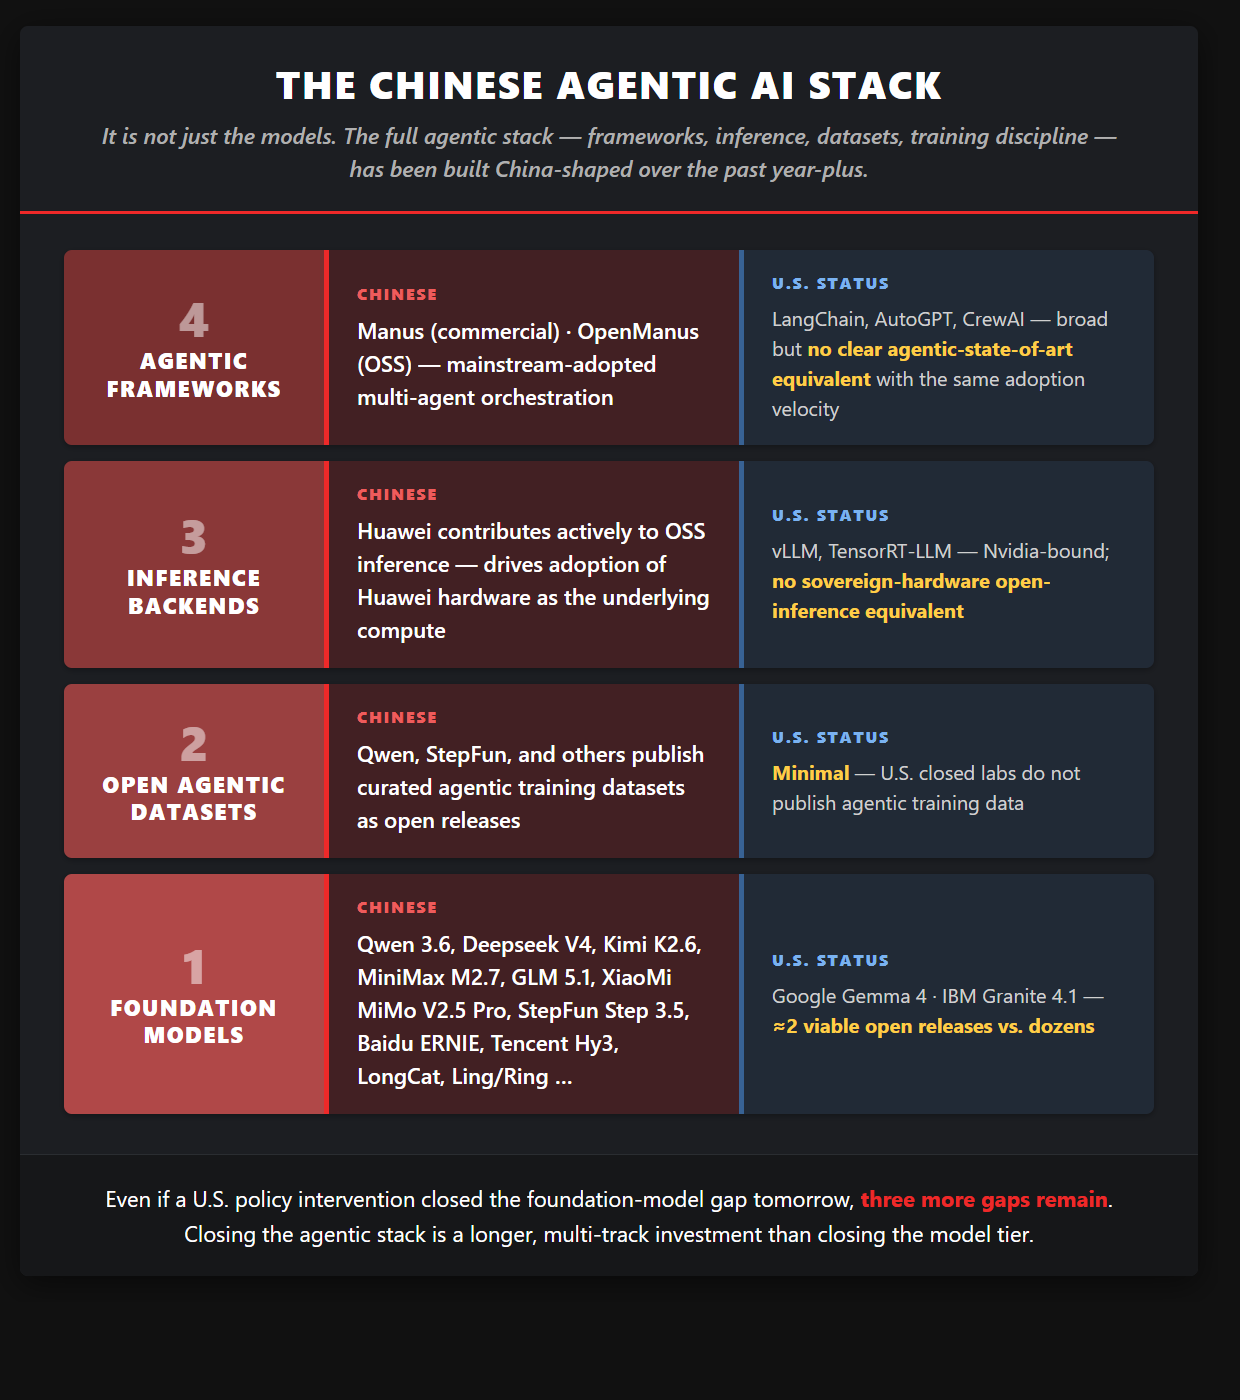 THE CHINESE AGENTIC AI STACK
It is not just the models. The full agentic stack — frameworks, inference, datasets, training discipline —
has been built China-shaped over the past year-plus.
4
AGENTIC
FRAMEWORKS
CHINESE
Manus (commercial) · OpenManus
(OSS) — mainstream-adopted
multi-agent orchestration
U.S. STATUS
LangChain, AutoGPT, CrewAI — broad
but no clear agentic-state-of-art
equivalent with the same adoption
velocity
3
INFERENCE
BACKENDS
CHINESE
Huawei contributes actively to OSS
inference — drives adoption of
Huawei hardware as the underlying
compute
U.S. STATUS
vLLM, TensorRT-LLM — Nvidia-bound;
no sovereign-hardware open-
inference equivalent
2
OPEN AGENTIC
DATASETS
CHINESE
Qwen, StepFun, and others publish
curated agentic training datasets
as open releases
U.S. STATUS
Minimal — U.S. closed labs do not
publish agentic training data
1
FOUNDATION
MODELS
CHINESE
Qwen 3.6, Deepseek V4, Kimi K2.6,
MiniMax M2.7, GLM 5.1, XiaoMi
MiMo V2.5 Pro, StepFun Step 3.5,
Baidu ERNIE, Tencent Hy3,
LongCat, Ling/Ring ...
U.S. STATUS
Google Gemma 4 · IBM Granite 4.1 —
≈2 viable open releases vs. dozens
Even if a U.S. policy intervention closed the foundation-model gap tomorrow, three more gaps remain.
Closing the agentic stack is a longer, multi-track investment than closing the model tier.